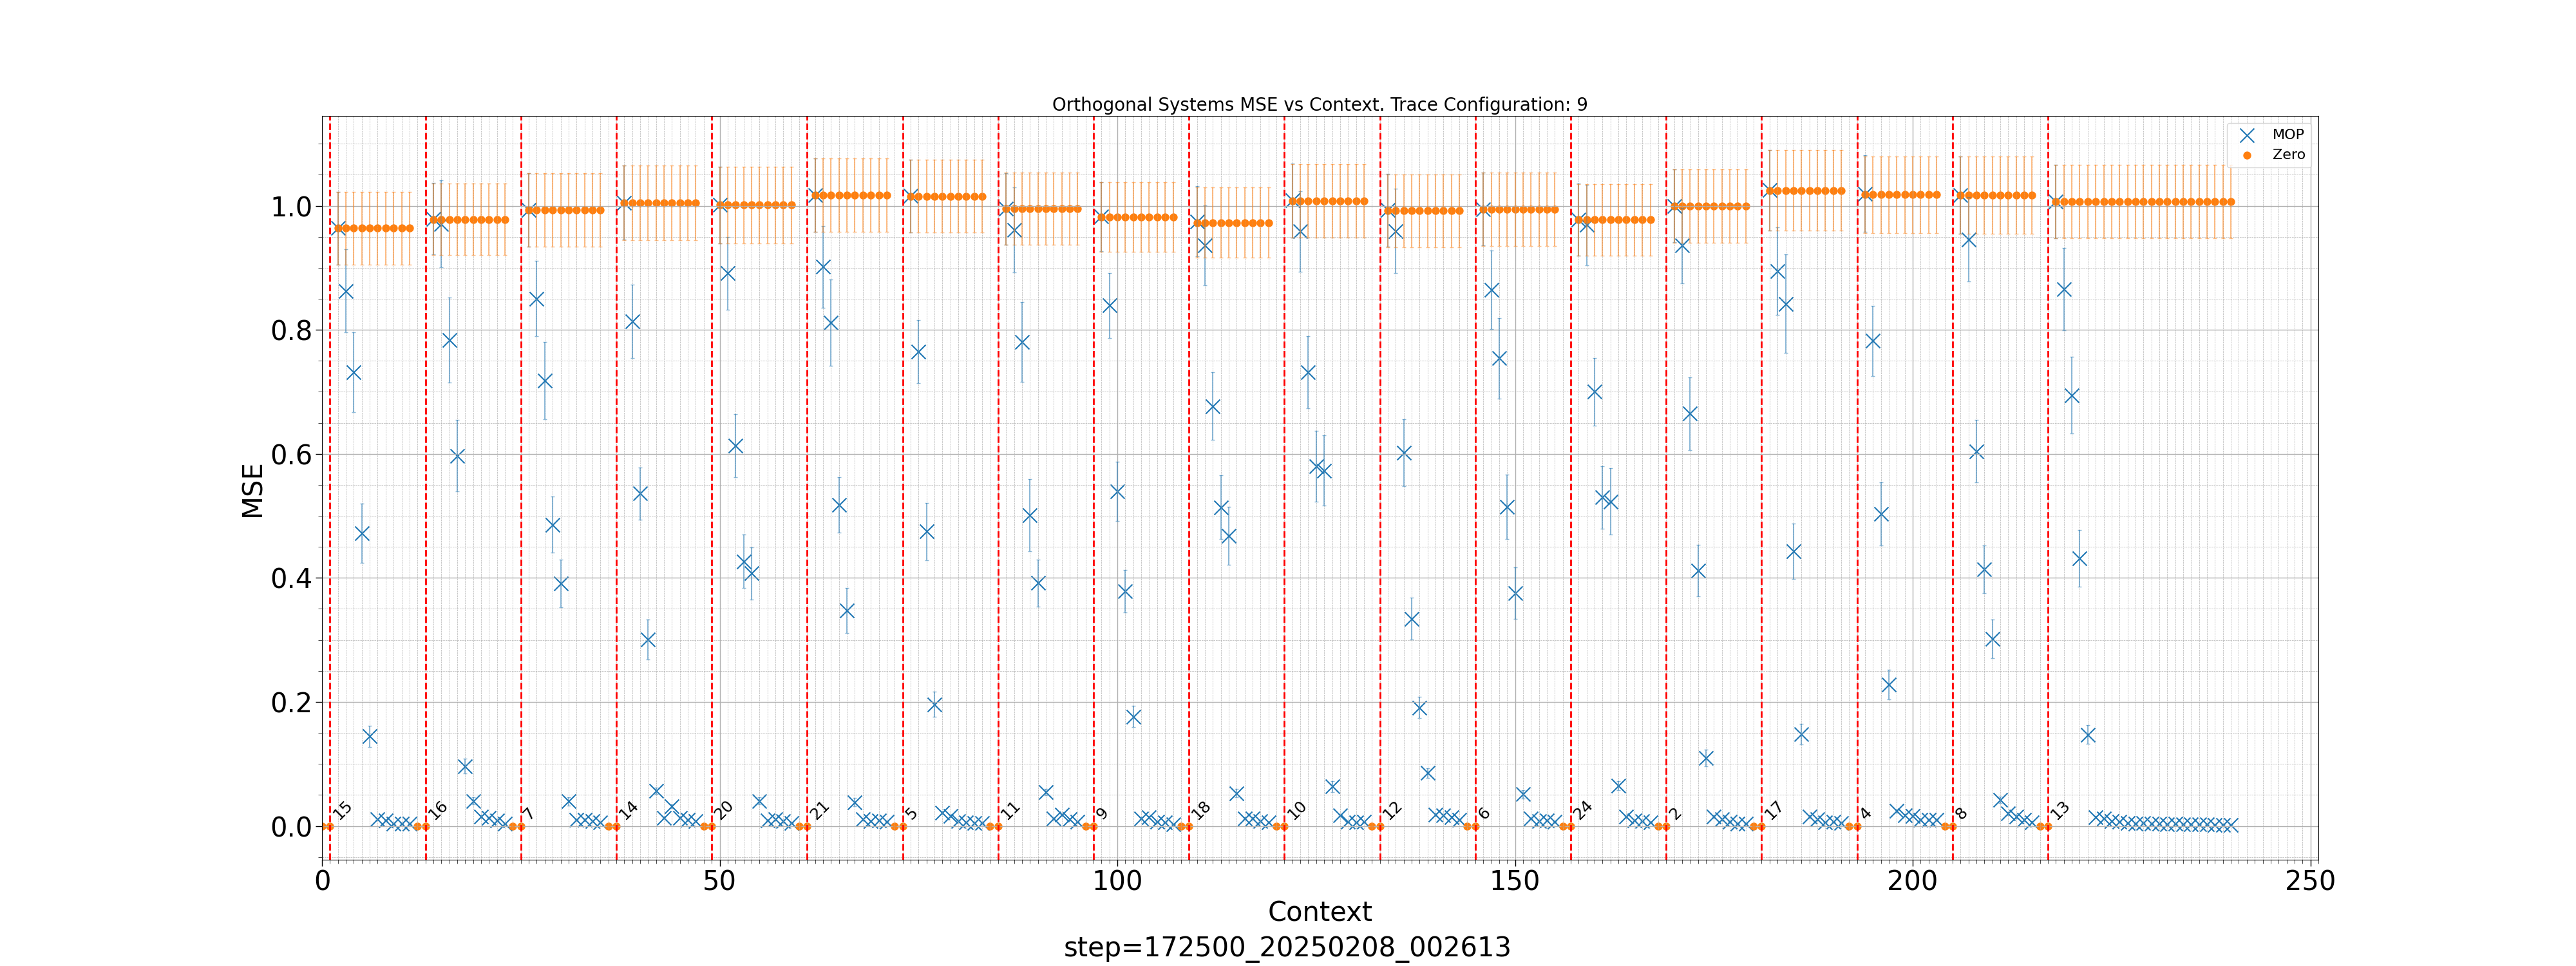 Orthogonal Systems MSE vs Context. Trace Configuration: 9
MOP
Zero
MSE
1.0
0.8
0.6
0.4
0.2
0.0
15 16 7 14 20 21 5 11 9 18 10 12 6 24 2 17 4 8 13
0 50 100 150 200 250
Context
step=172500_20250208_002613